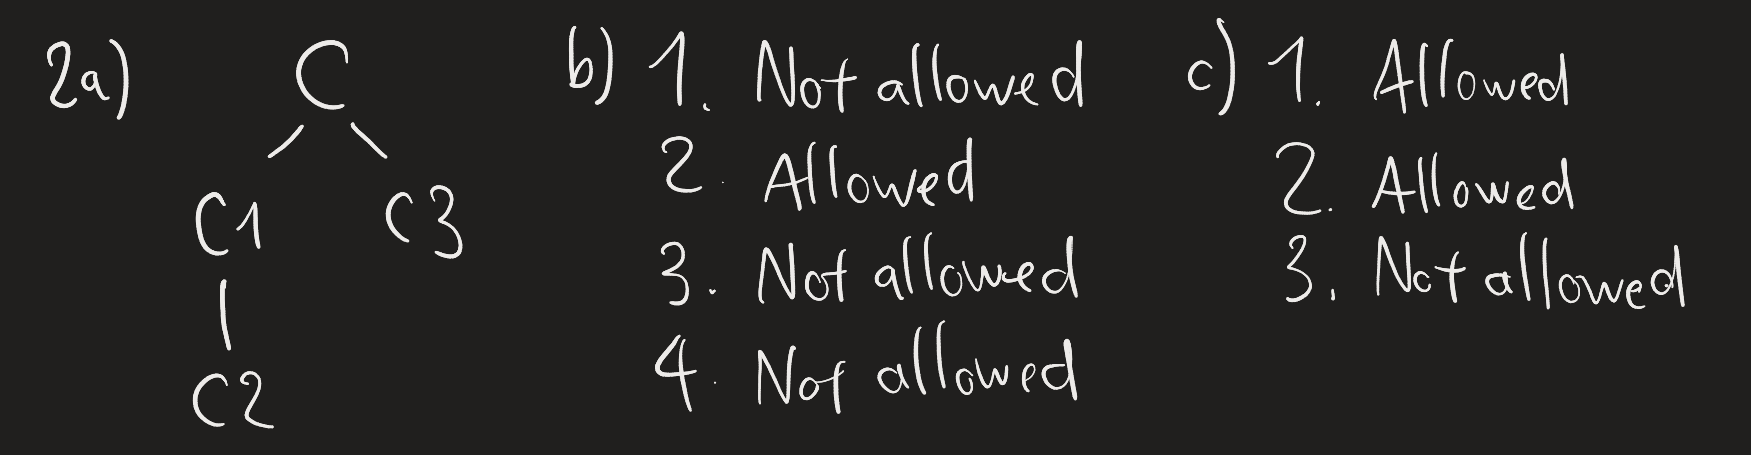 2a)
C
C1 C3
C2
b) 1. Not allowed
2. Allowed
3. Not allowed
4. Not allowed
c) 1. Allowed
2. Allowed
3. Not allowed